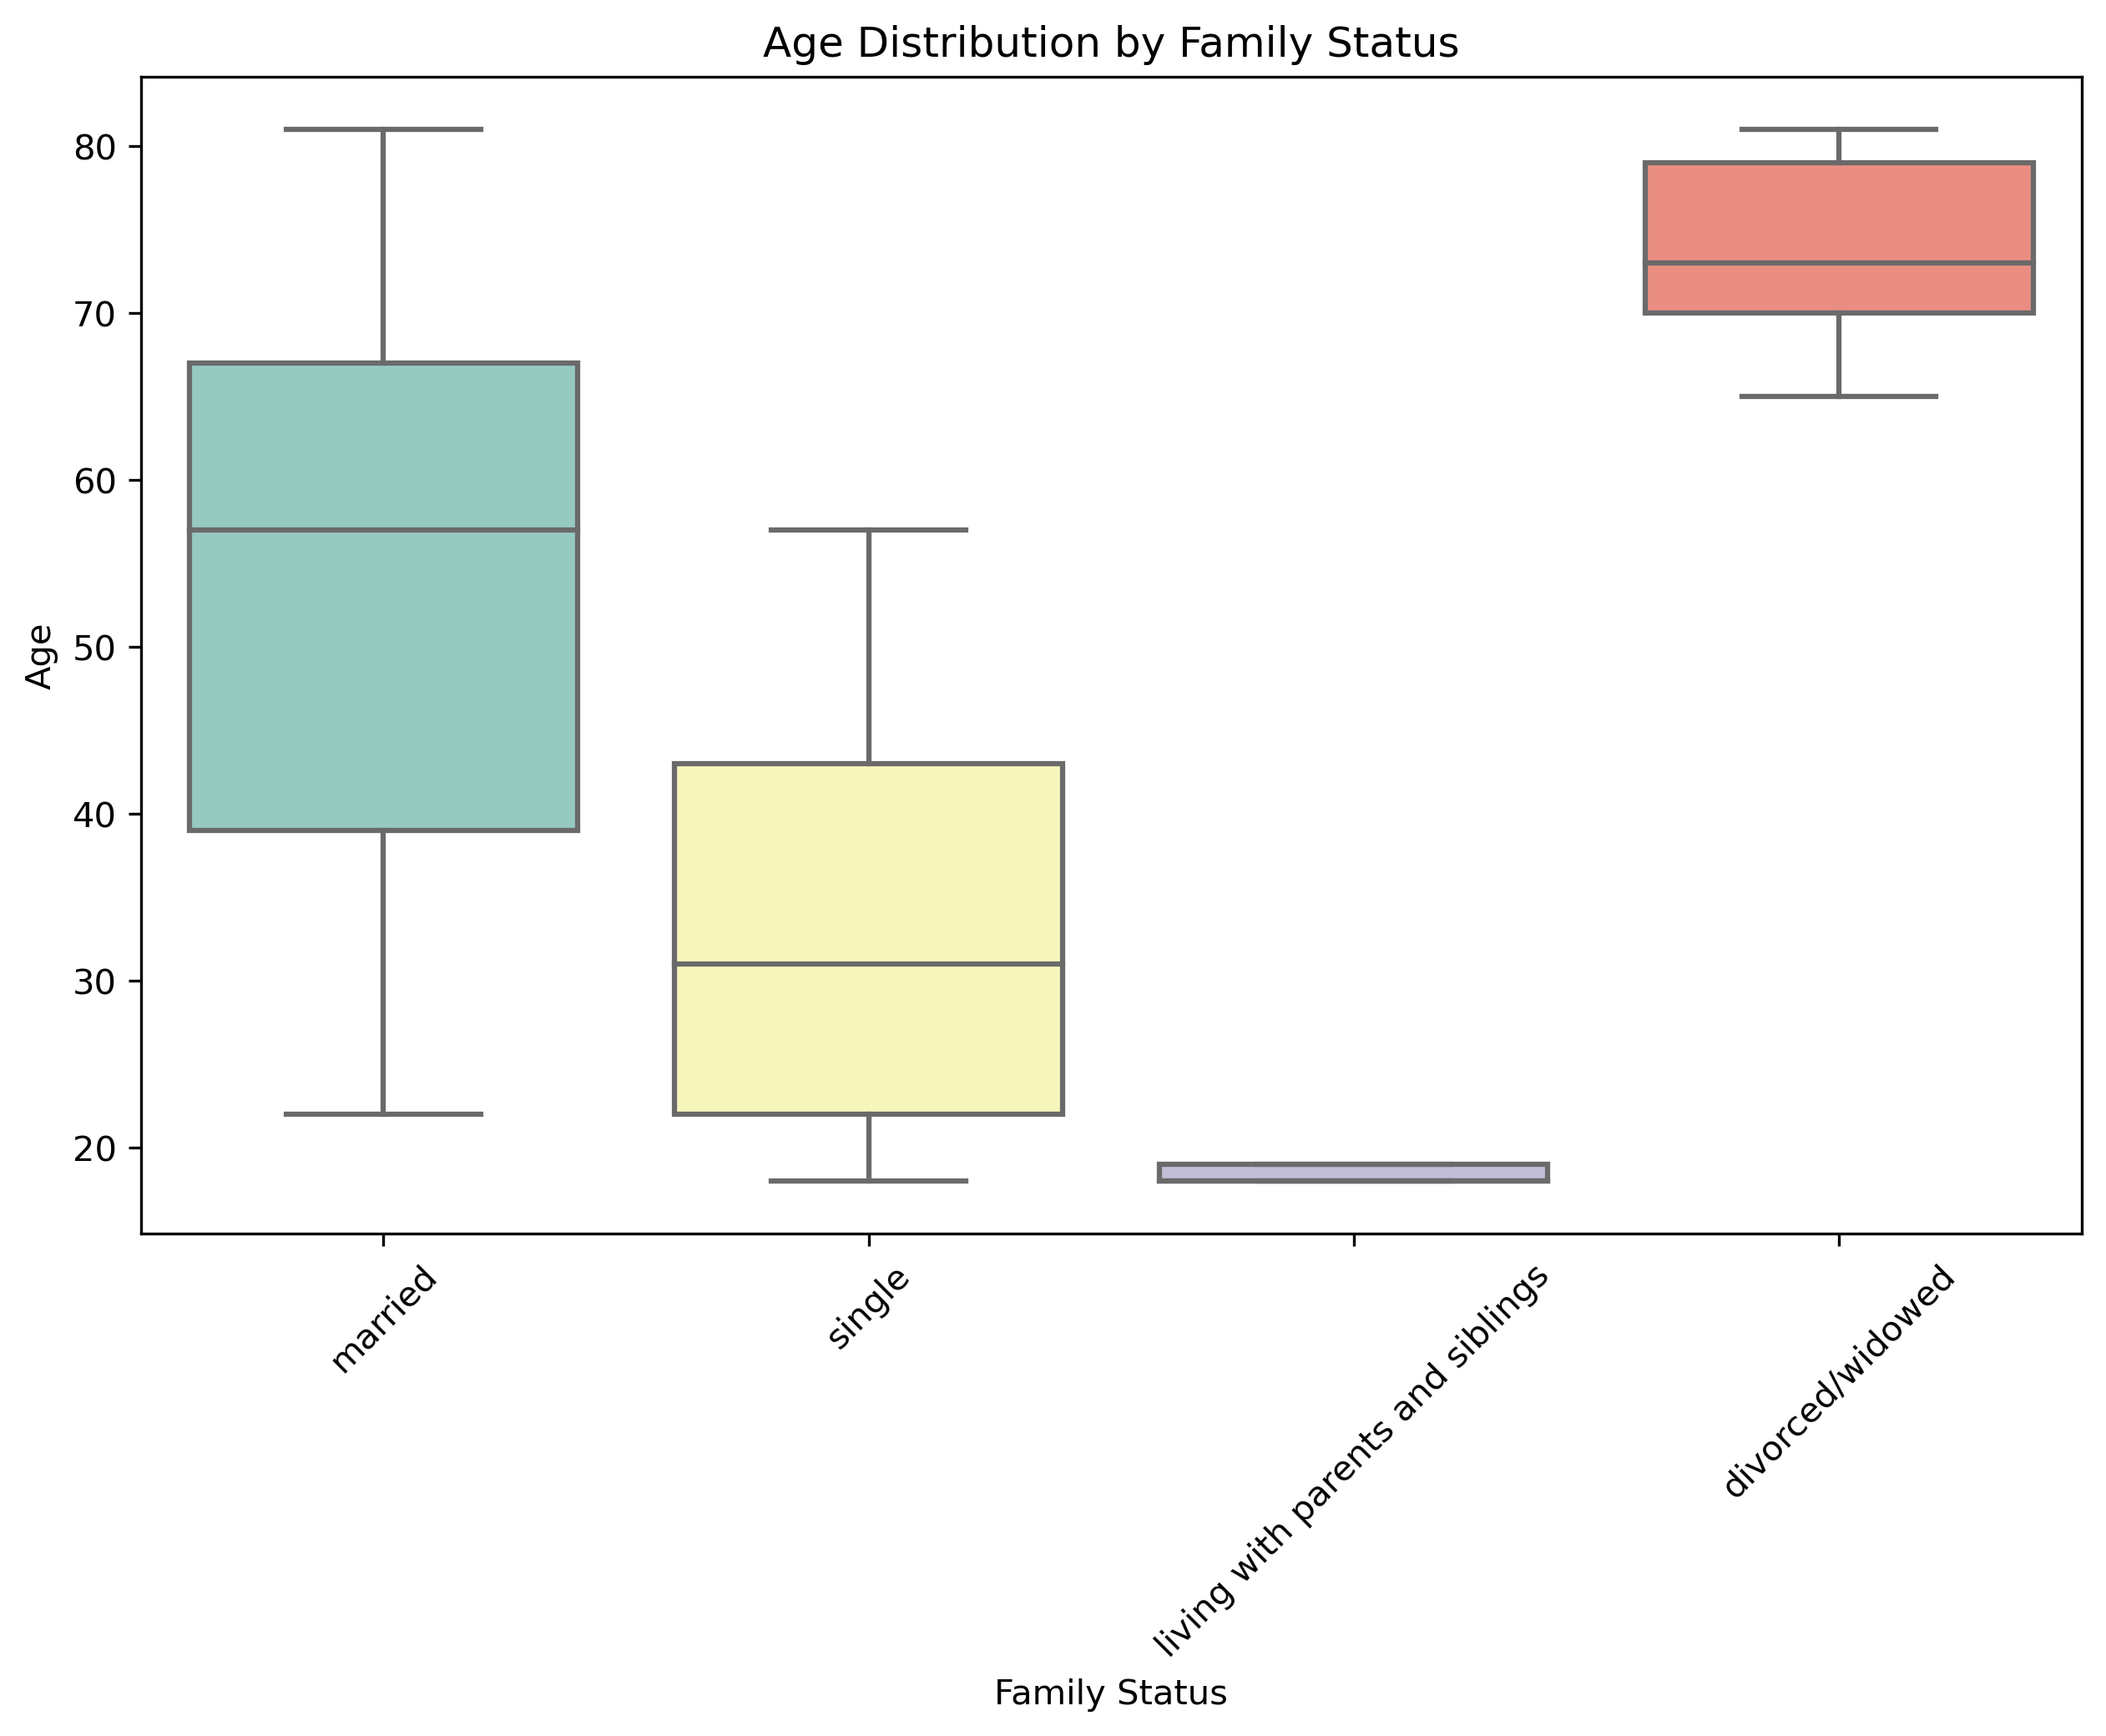 Age Distribution by Family Status
Age
80
70
60
50
40
30
20
married
single
living with parents and siblings
divorced/widowed
Family Status